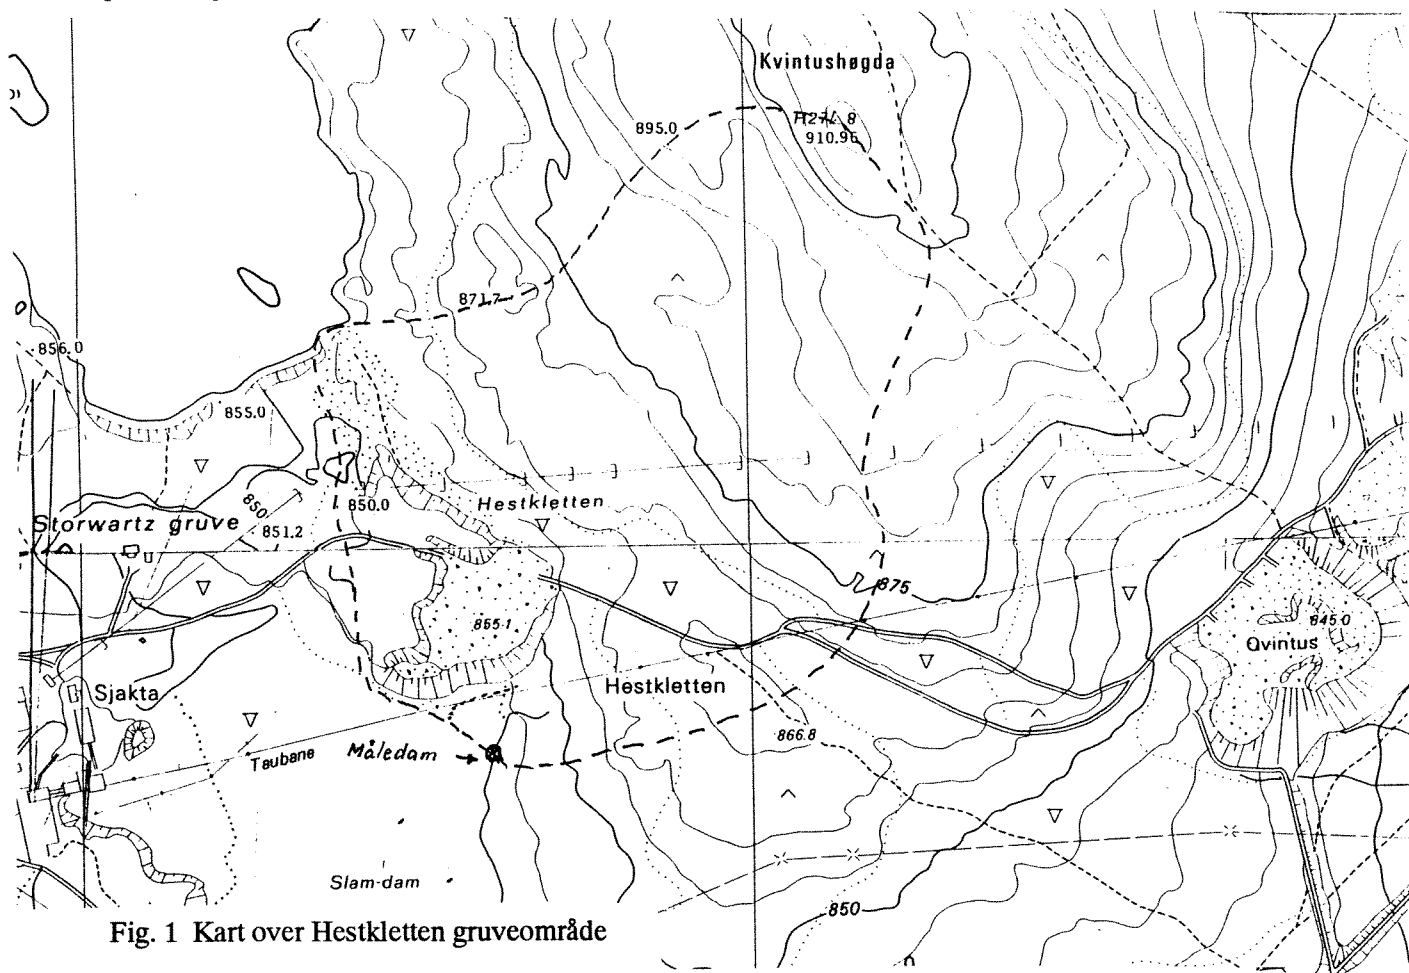 Kvintushøgda
910.96
895.0
871.7
856.0
855.0
850
850.0
Hestkletten
Storwartz gruve
851.2
875
855.1
845.0
Qvintus
Sjakta
Hestkletten
866.8
Taubane
Måledam
Slam-dam
850
Fig. 1 Kart over Hestkletten gruveområde